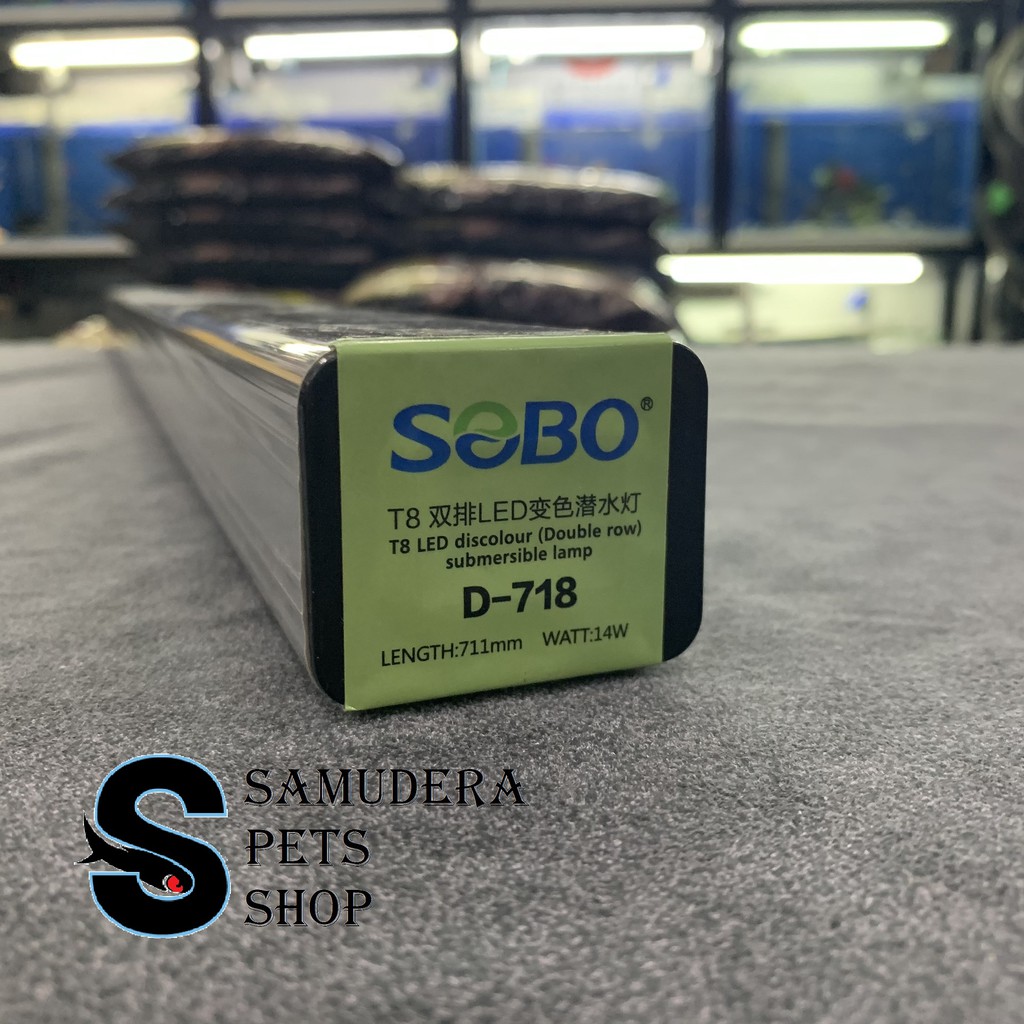 SOBO®
T8 双排LED变色潜水灯
T8 LED discolour (Double row)
submersible lamp
D-718
LENGTH:711mm WATT:14W
S SAMUDERA
PETS
SHOP